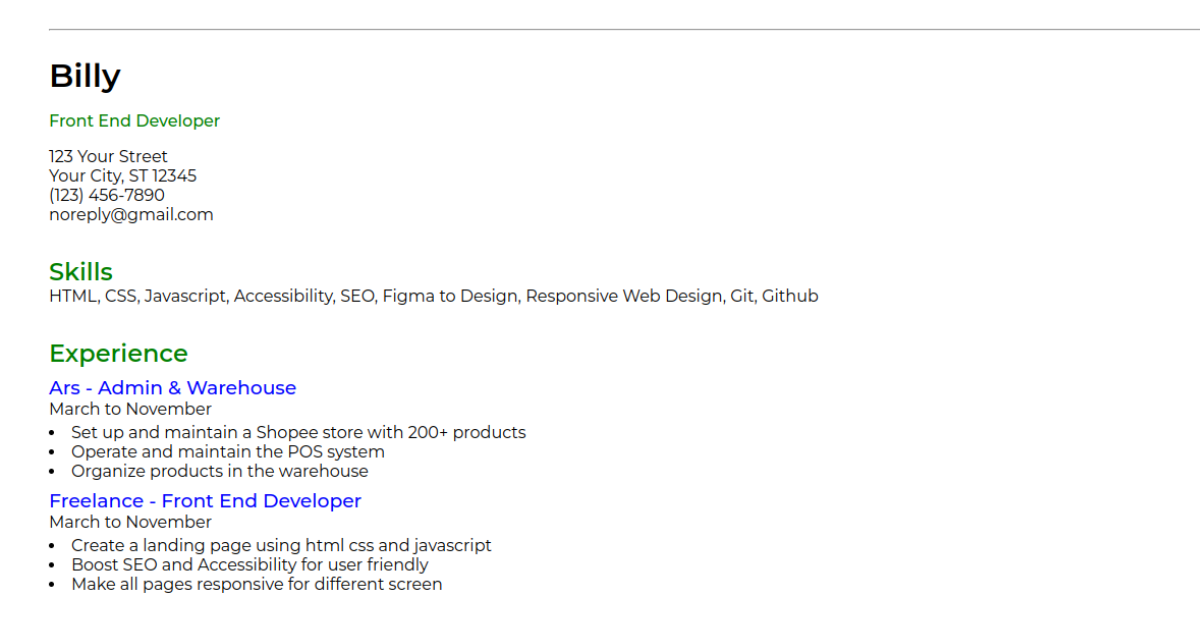 Billy
Front End Developer
123 Your Street
Your City, ST 12345
(123) 456-7890
noreply@gmail.com
Skills
HTML, CSS, Javascript, Accessibility, SEO, Figma to Design, Responsive Web Design, Git, Github
Experience
Ars - Admin & Warehouse
March to November
• Set up and maintain a Shopee store with 200+ products
• Operate and maintain the POS system
• Organize products in the warehouse
Freelance - Front End Developer
March to November
• Create a landing page using html css and javascript
• Boost SEO and Accessibility for user friendly
• Make all pages responsive for different screen